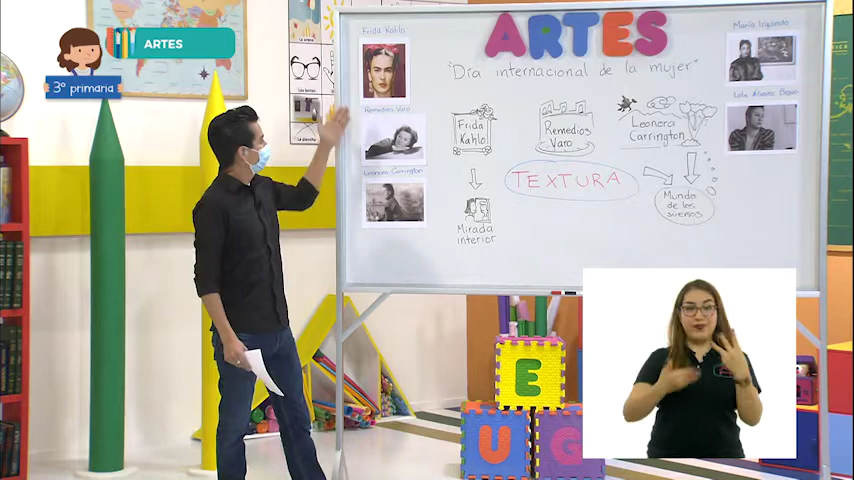 ARTES
3° primaria
Frida Kahlo
Remedios Varo
Leonora Carrington
ARTES
"Día internacional de la mujer"
Frida
Kahlo
Mirada
interior
Remedios
Varo
TEXTURA
Leonora
Carrington
Mundo
de los
sueños
María Izquierdo
Lola Álvarez Bravo
E
U
G